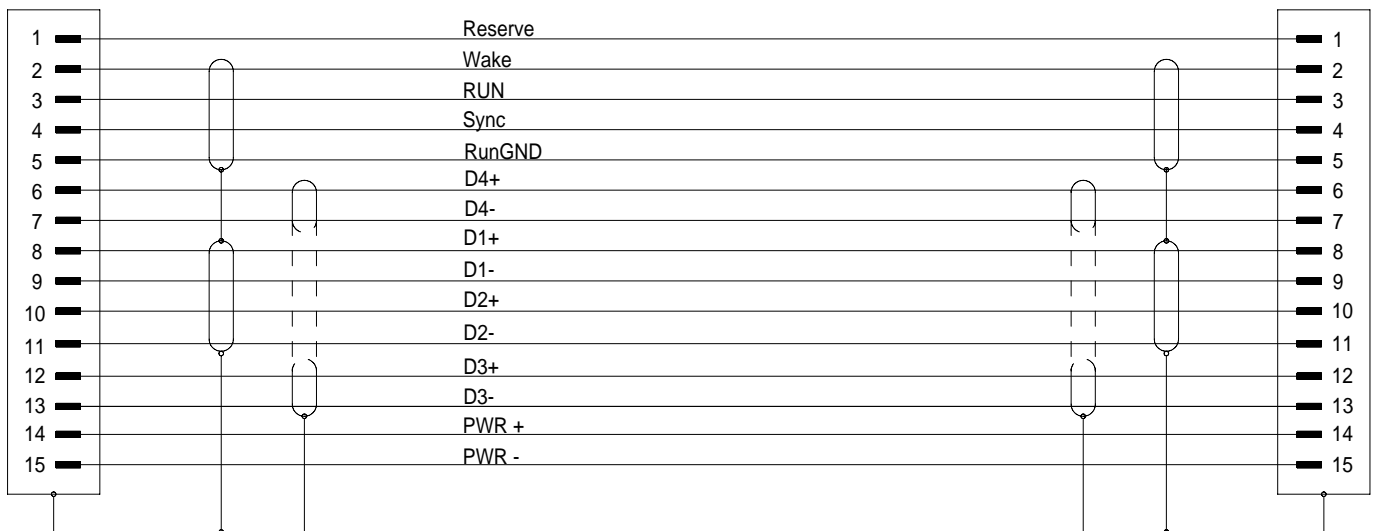 1 Reserve 1
2 Wake 2
3 RUN 3
4 Sync 4
5 RunGND 5
6 D4+ 6
7 D4- 7
8 D1+ 8
9 D1- 9
10 D2+ 10
11 D2- 11
12 D3+ 12
13 D3- 13
14 PWR + 14
15 PWR - 15